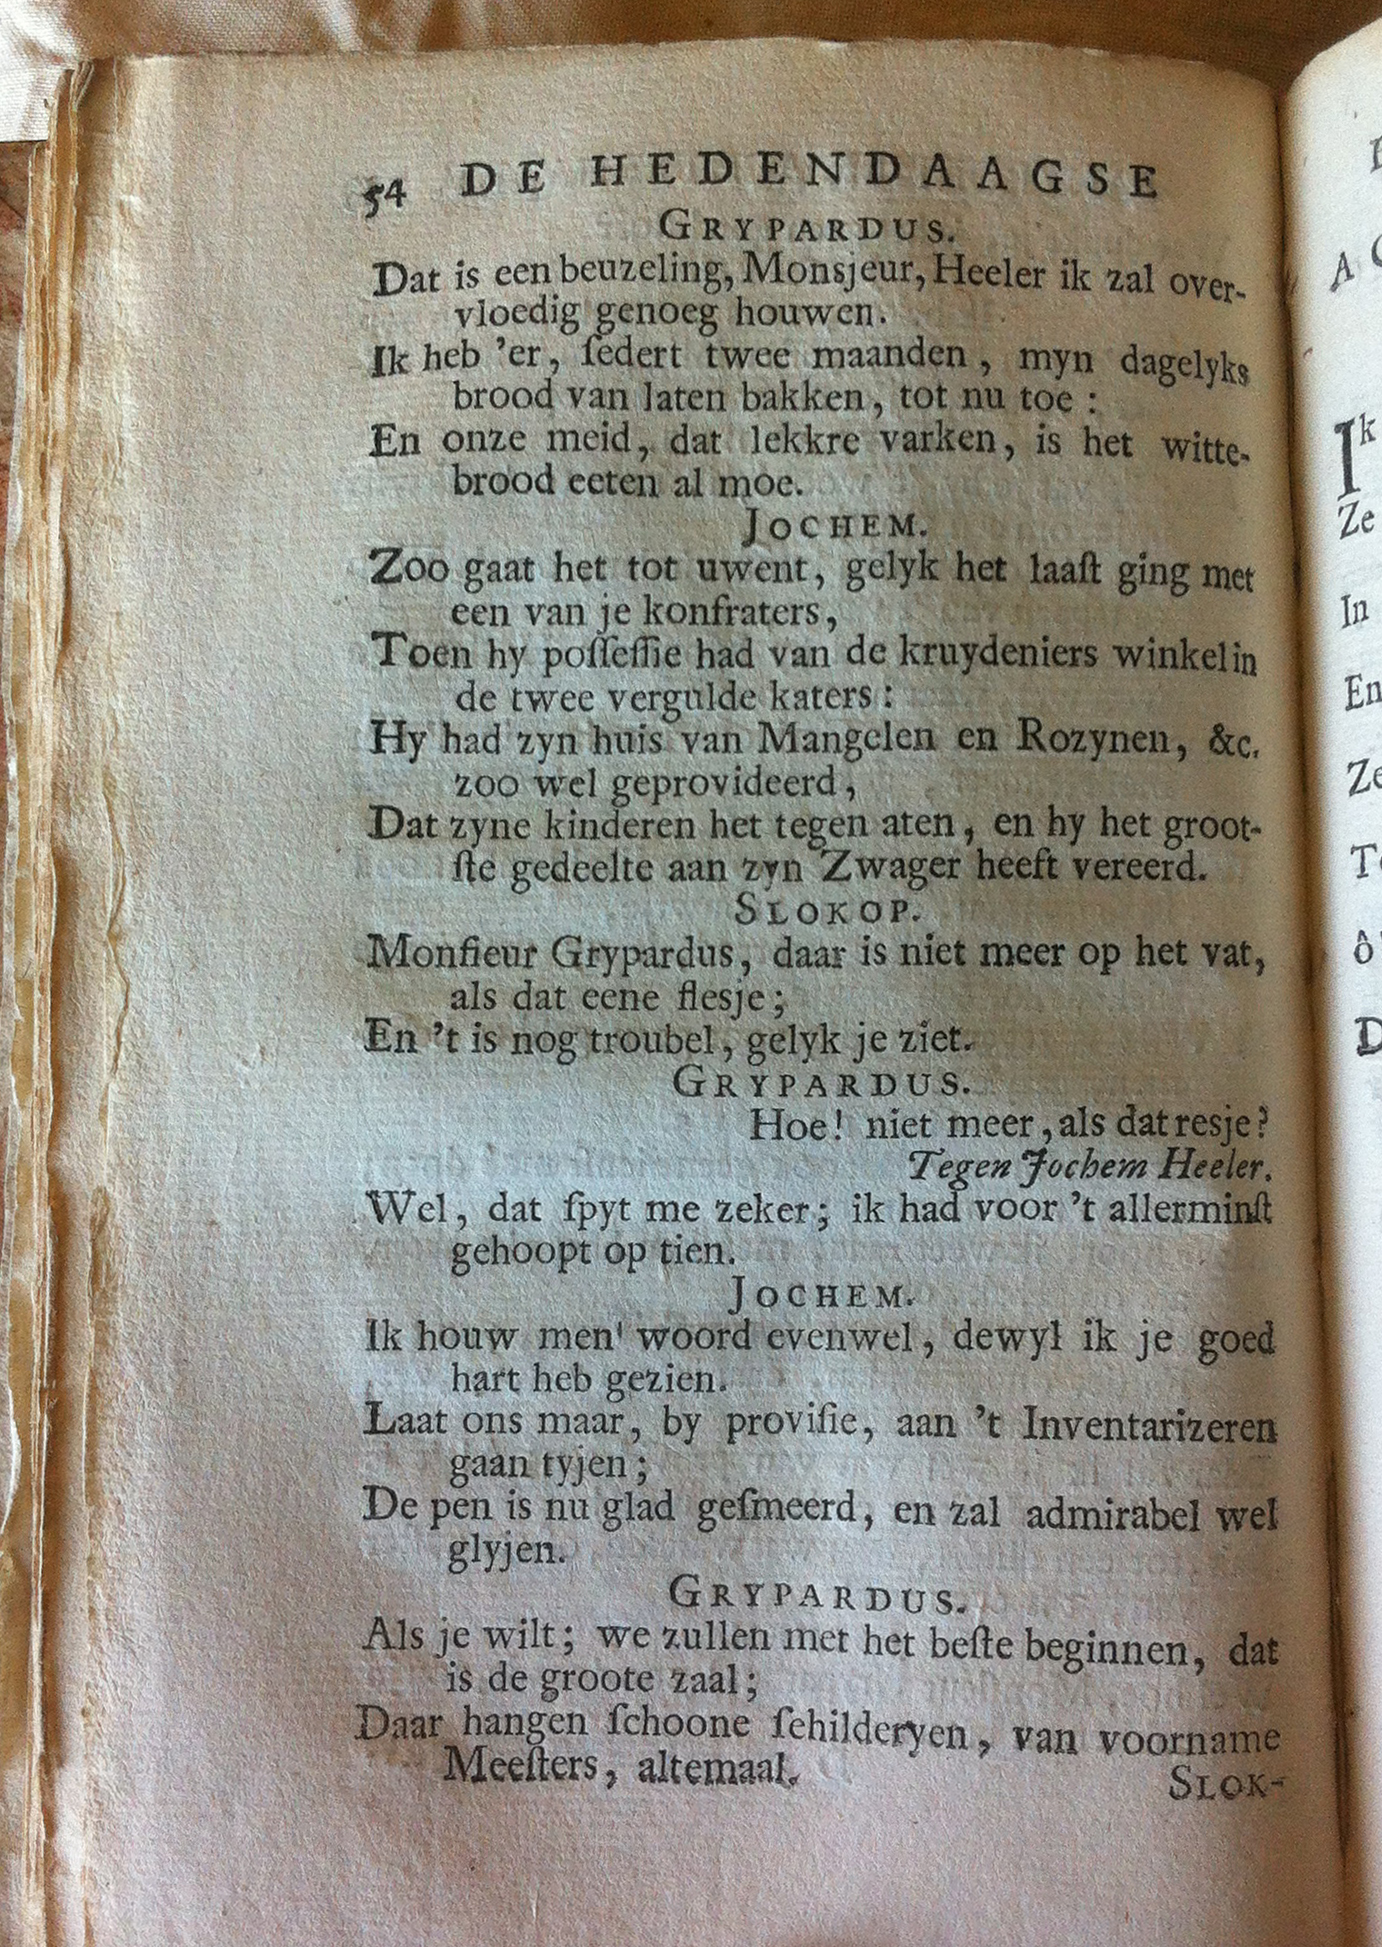 54 DE HEDENDAAGSE
GRYPARDUS.
Dat is een beuzeling, Monsjeur, Heeler ik zal over-
vloedig genoeg houwen.
Ik heb 'er, ſedert twee maanden, myn dagelyks
brood van laten bakken, tot nu toe:
En onze meid, dat lekkre varken, is het witte-
brood eeten al moe.
JOCHEM.
Zoo gaat het tot uwent, gelyk het laaſt ging met
een van je konfraters,
Toen hy poſſeſſie had van de kruydeniers winkel in
de twee vergulde katers:
Hy had zyn huis van Mangelen en Rozynen, &c.
zoo wel geprovideerd,
Dat zyne kinderen het tegen aten, en hy het groot-
ſte gedeelte aan zyn Zwager heeft vereerd.
SLOKOP.
Monſieur Grypardus, daar is niet meer op het vat,
als dat eene flesje;
En 't is nog troubel, gelyk je ziet.
GRYPARDUS.
Hoe! niet meer, als dat resje?
Tegen Jochem Heeler.
Wel, dat ſpyt me zeker; ik had voor 't allerminſt
gehoopt op tien.
JOCHEM.
Ik houw men' woord evenwel, dewyl ik je goed
hart heb gezien.
Laat ons maar, by proviſie, aan 't Inventarizeren
gaan tyjen;
De pen is nu glad geſmeerd, en zal admirabel wel
glyjen.
GRYPARDUS.
Als je wilt; we zullen met het beſte beginnen, dat
is de groote zaal;
Daar hangen ſchoone ſchilderyen, van voorname
Meeſters, altemaal.
SLOK-
A
Ik
Ze
In
En
Ze
T
ô
D